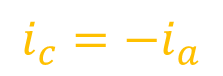 i_c = −i_a